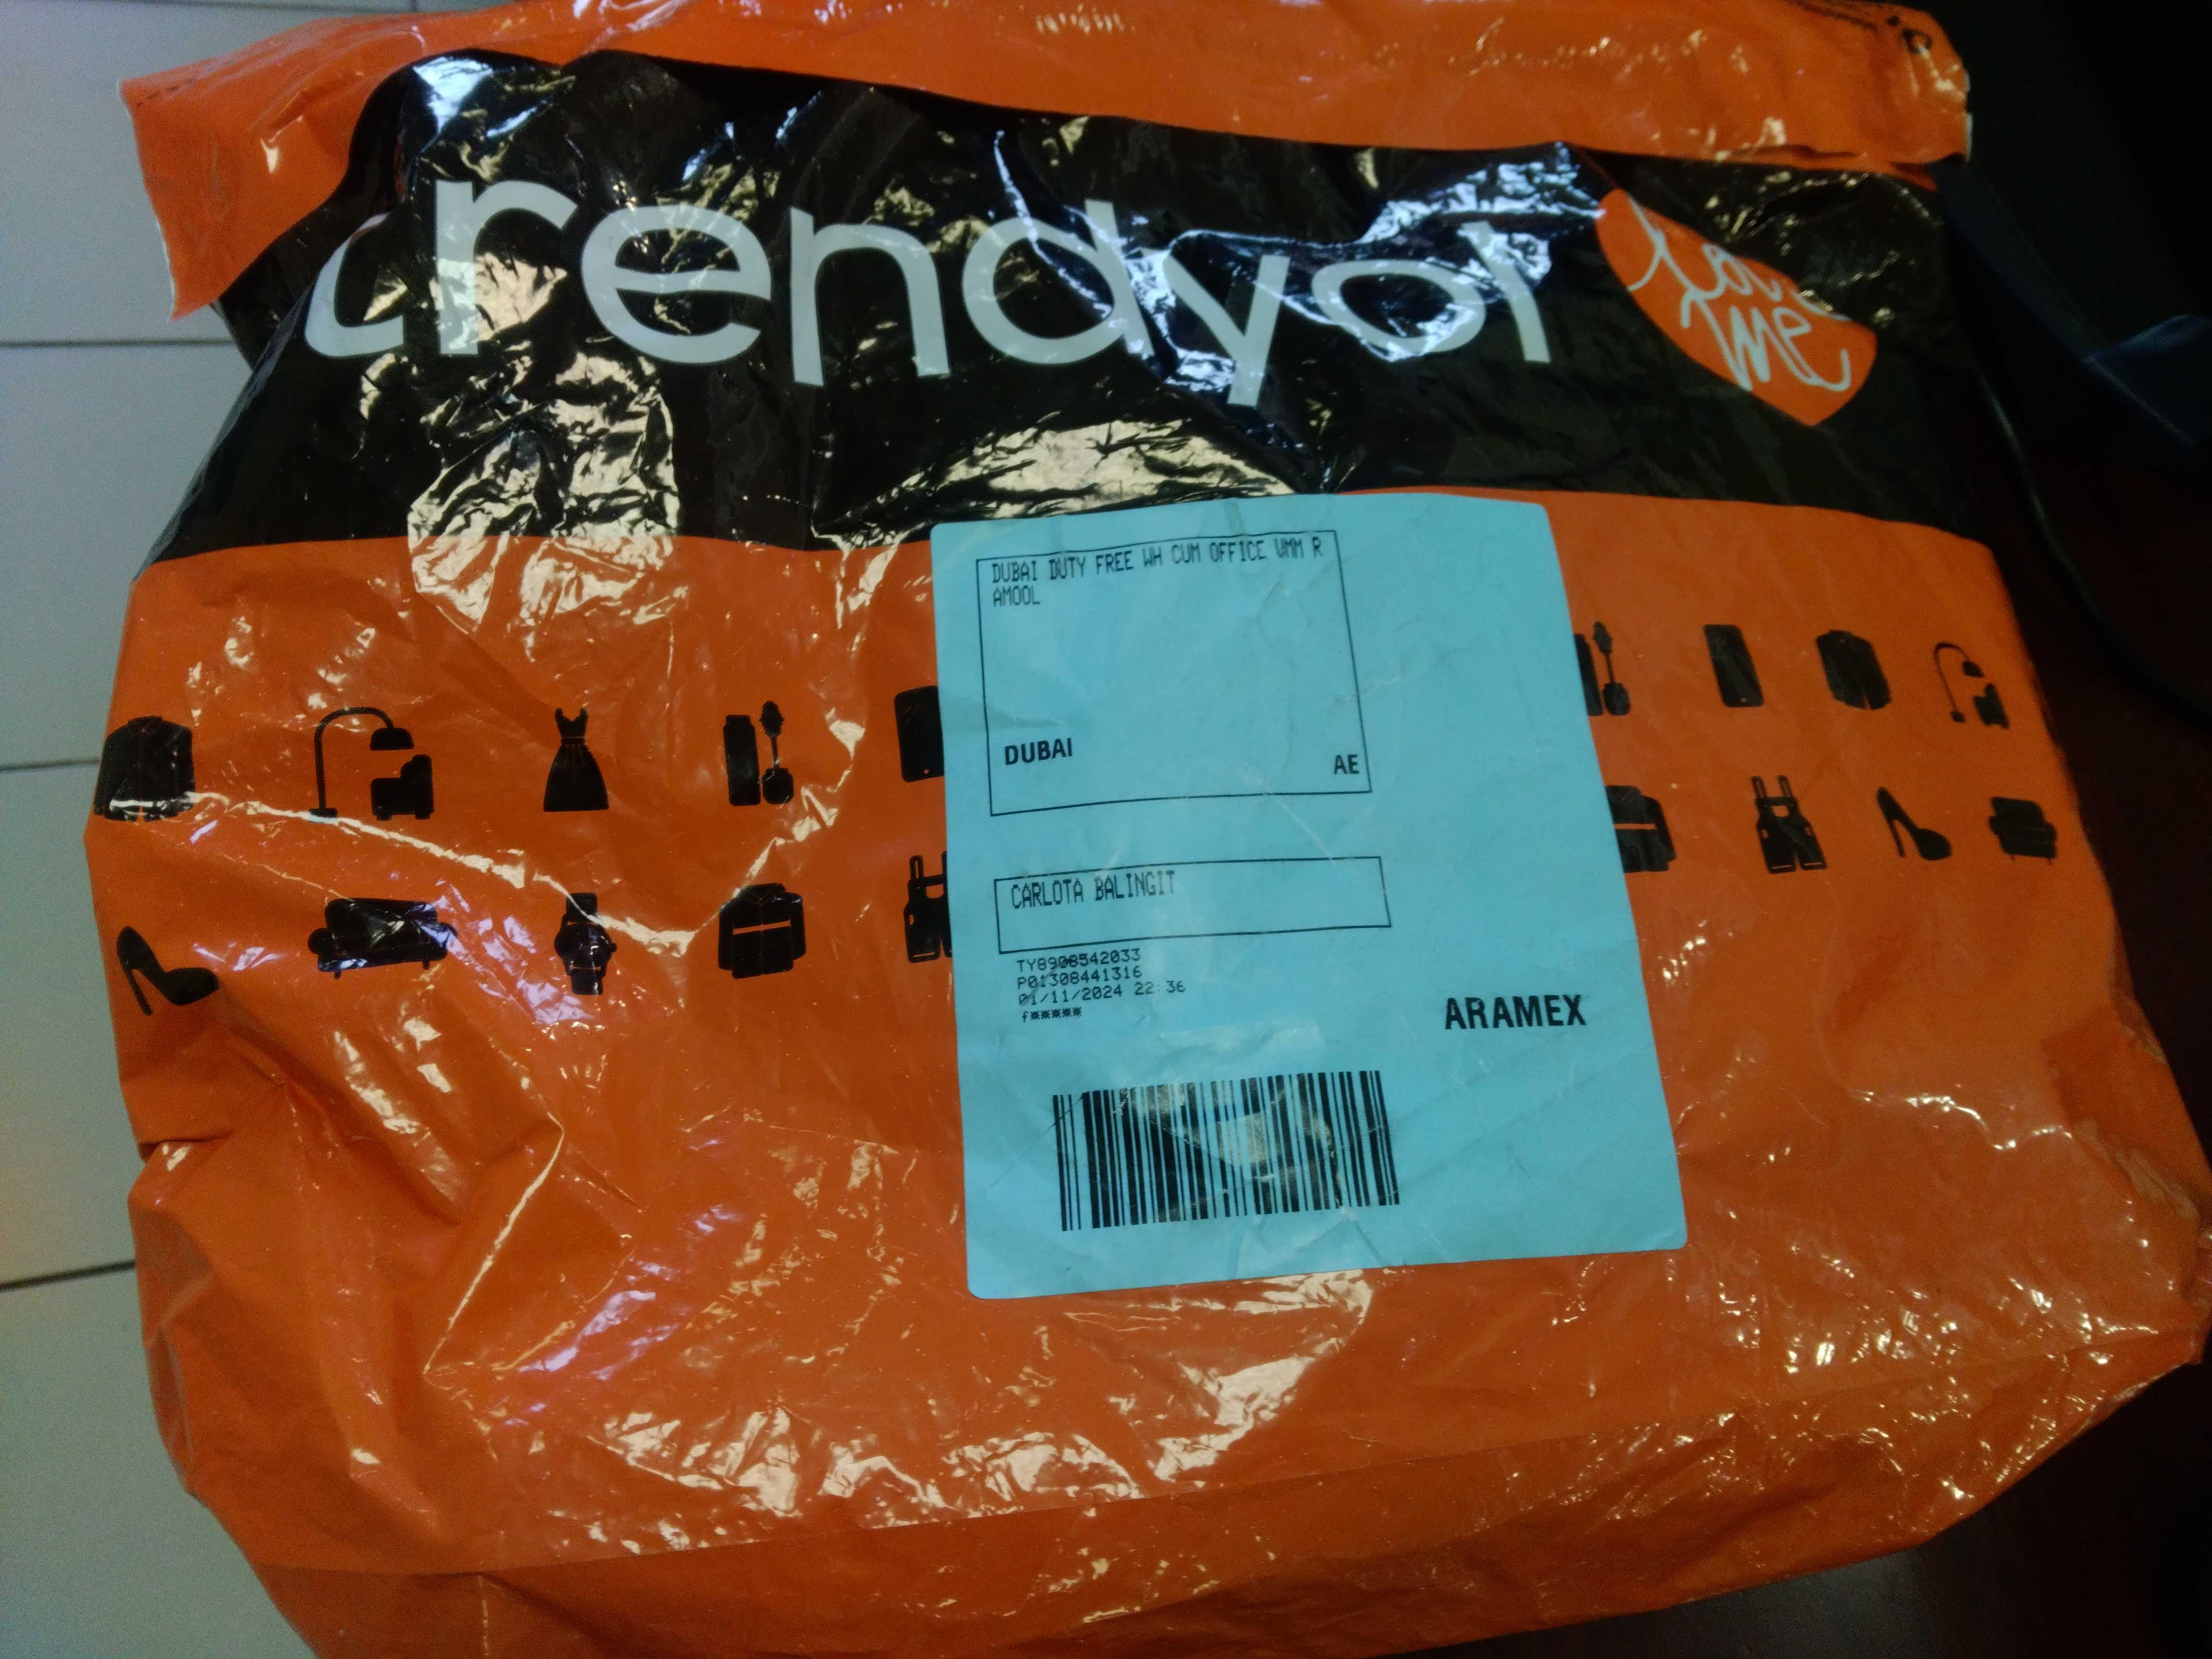 trendyol
love me
DUBAI DUTY FREE WH CUM OFFICE UMM R
AMOOL
DUBAI
AE
CARLOTA BALINGIT
TY8908542033
P01308441316
01/11/2024 22:36
f*****
ARAMEX